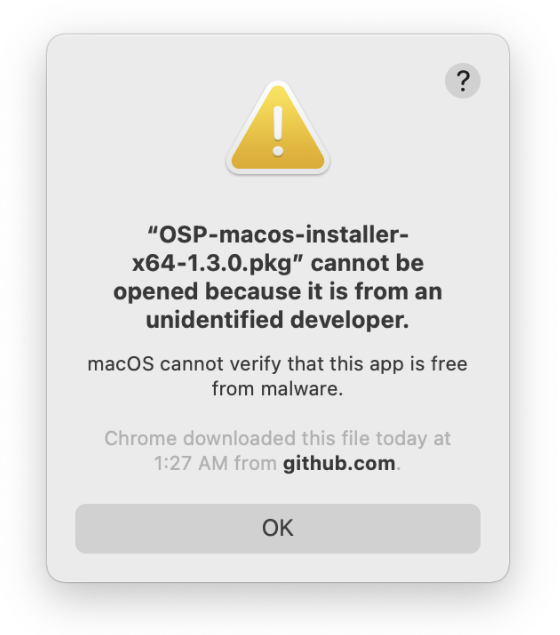 ?
“OSP-macos-installer-
x64-1.3.0.pkg” cannot be
opened because it is from an
unidentified developer.
macOS cannot verify that this app is free
from malware.
Chrome downloaded this file today at
1:27 AM from github.com.
OK